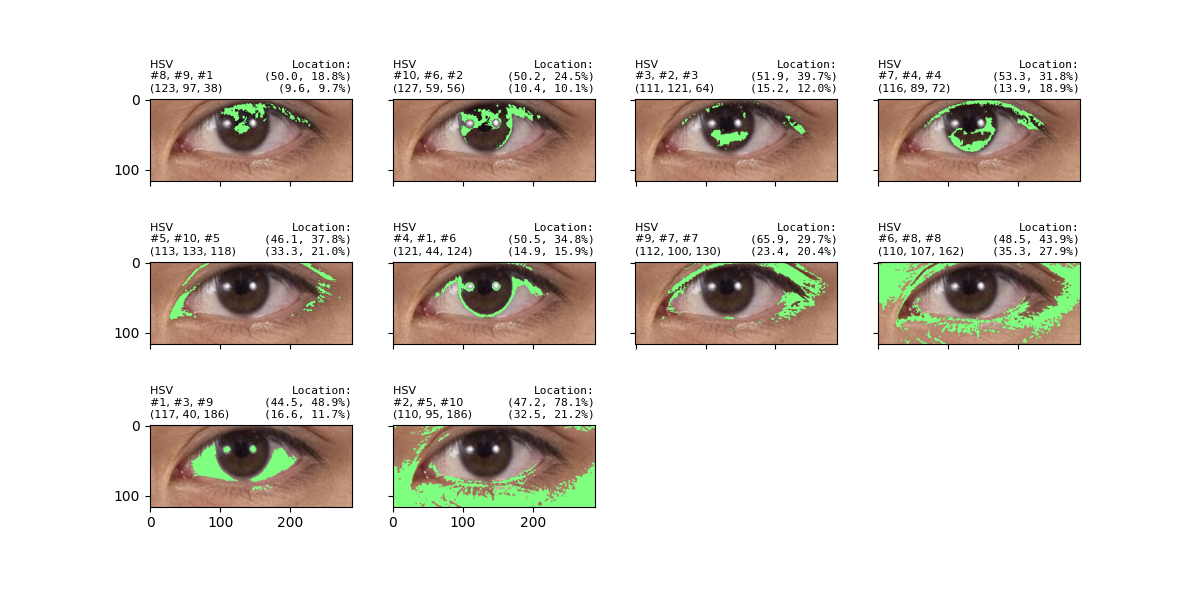 HSV Location:
#8, #9, #1 (50.0, 18.8%)
(123, 97, 38) (9.6, 9.7%)
HSV Location:
#10, #6, #2 (50.2, 24.5%)
(127, 59, 56) (10.4, 10.1%)
HSV Location:
#3, #2, #3 (51.9, 39.7%)
(111, 121, 64) (15.2, 12.0%)
HSV Location:
#7, #4, #4 (53.3, 31.8%)
(116, 89, 72) (13.9, 18.9%)
0
100
HSV Location:
#5, #10, #5 (46.1, 37.8%)
(113, 133, 118) (33.3, 21.0%)
HSV Location:
#4, #1, #6 (50.5, 34.8%)
(121, 44, 124) (14.9, 15.9%)
HSV Location:
#9, #7, #7 (65.9, 29.7%)
(112, 100, 130) (23.4, 20.4%)
HSV Location:
#6, #8, #8 (48.5, 43.9%)
(110, 107, 162) (35.3, 27.9%)
0
100
HSV Location:
#1, #3, #9 (44.5, 48.9%)
(117, 40, 186) (16.6, 11.7%)
HSV Location:
#2, #5, #10 (47.2, 78.1%)
(110, 95, 186) (32.5, 21.2%)
0
100
0 100 200
0 100 200